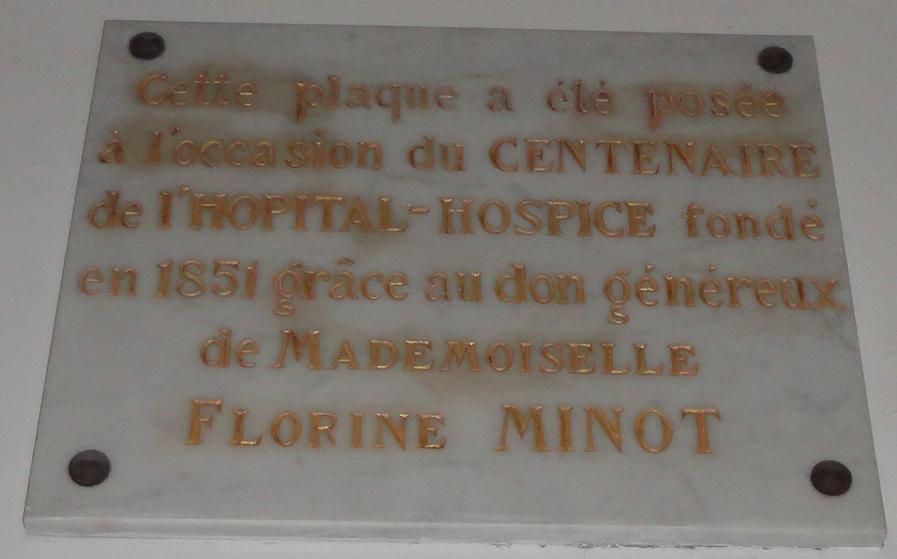 Cette plaque a été posée
à l'occasion du CENTENAIRE
de l'HOPITAL-HOSPICE fondé
en 1851 grâce au don généreux
de MADEMOISELLE
FLORINE MINOT